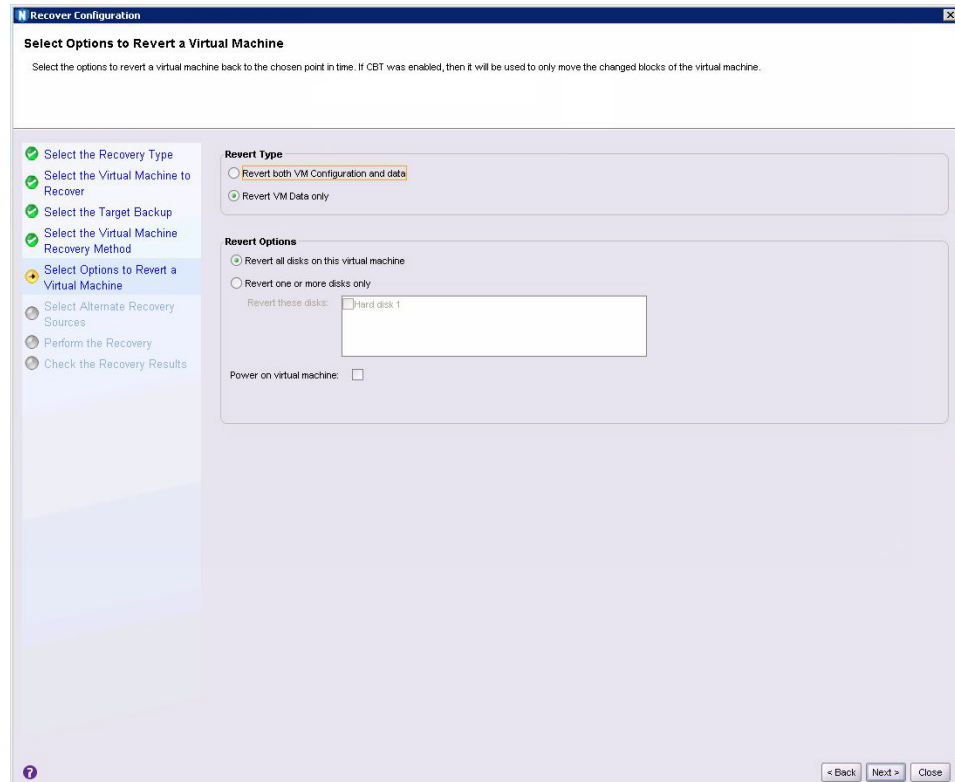 N Recover Configuration
Select Options to Revert a Virtual Machine
Select the options to revert a virtual machine back to the chosen point in time. If CBT was enabled, then it will be used to only move the changed blocks of the virtual machine.
Select the Recovery Type
Select the Virtual Machine to
Recover
Select the Target Backup
Select the Virtual Machine
Recovery Method
Select Options to Revert a
Virtual Machine
Select Alternate Recovery
Sources
Perform the Recovery
Check the Recovery Results
Revert Type
Revert both VM Configuration and data
Revert VM Data only
Revert Options
Revert all disks on this virtual machine
Revert one or more disks only
Revert these disks: Hard disk 1
Power on virtual machine:
?
< Back Next > Close